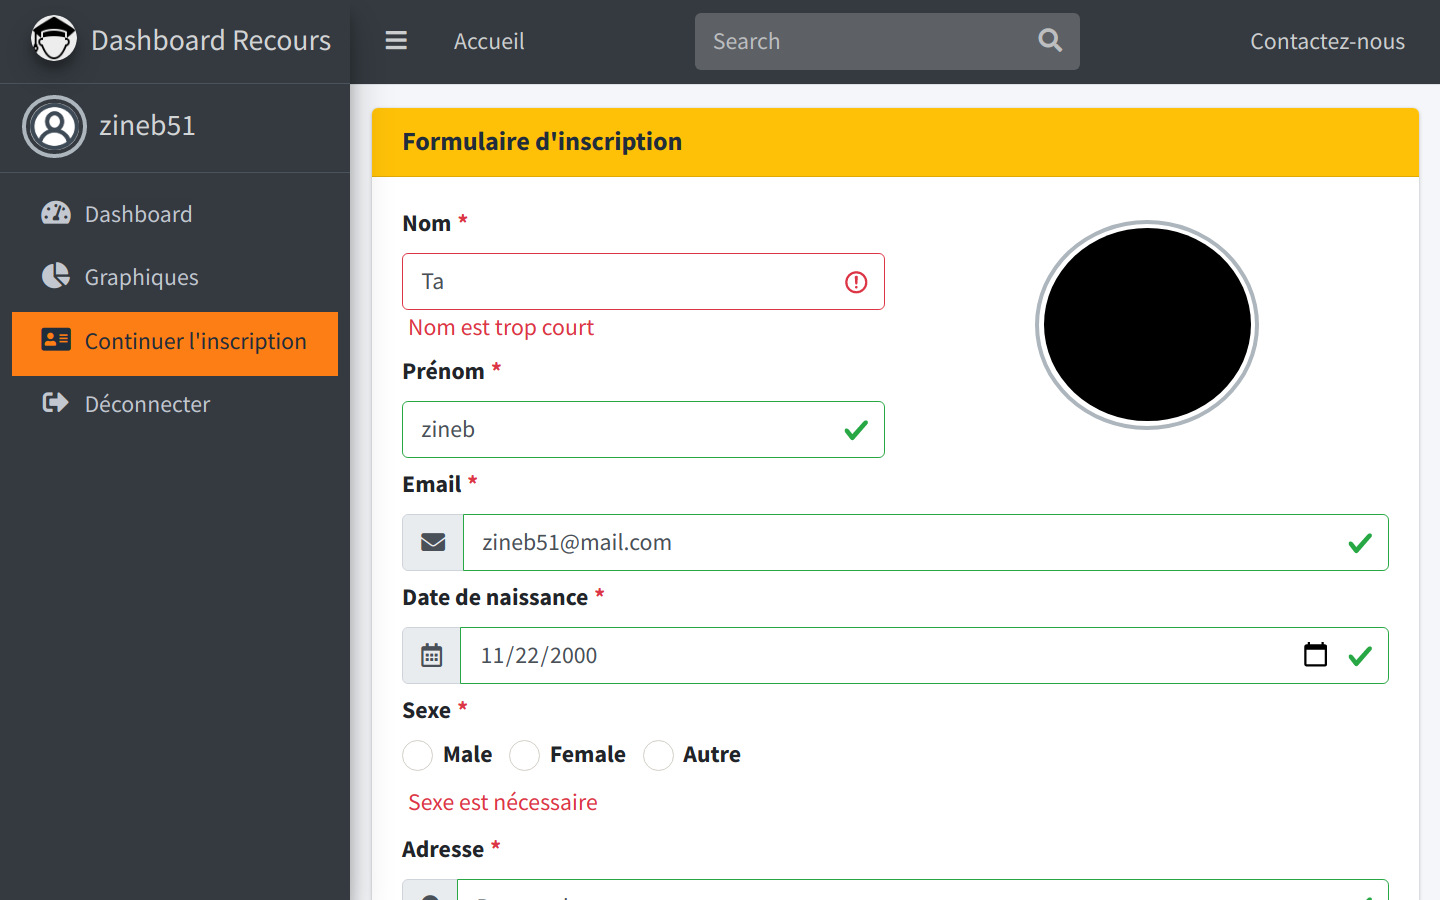 Dashboard Recours
Accueil
Search
Contactez-nous
zineb51
Dashboard
Graphiques
Continuer l'inscription
Déconnecter
Formulaire d'inscription
Nom *
Ta
Nom est trop court
Prénom *
zineb
Email *
zineb51@mail.com
Date de naissance *
11/22/2000
Sexe *
Male Female Autre
Sexe est nécessaire
Adresse *